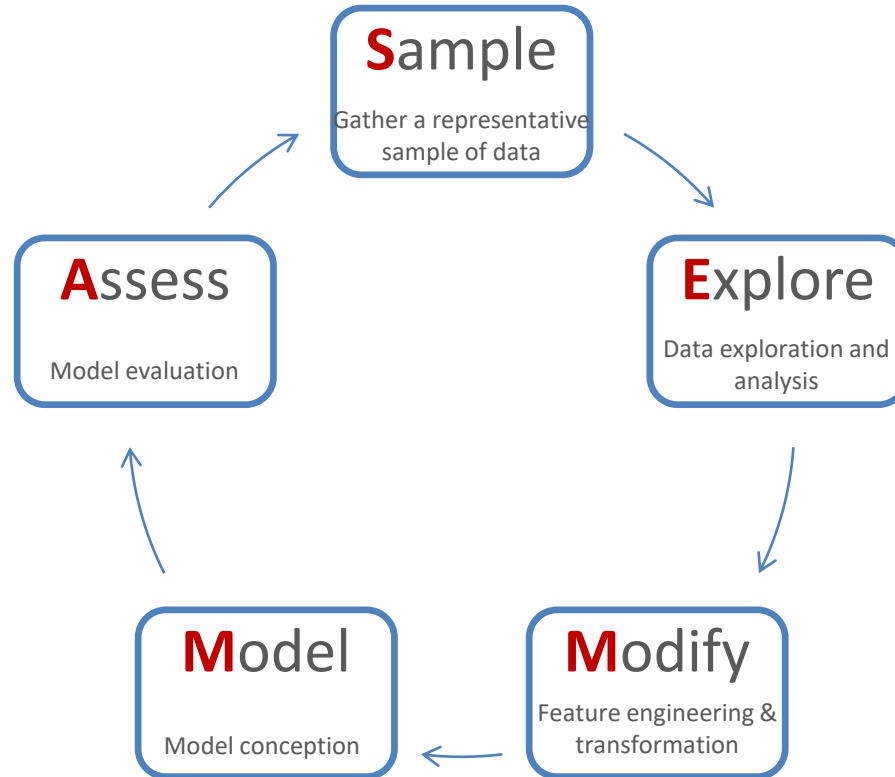 Sample
Gather a representative
sample of data
Explore
Data exploration and
analysis
Modify
Feature engineering &
transformation
Model
Model conception
Assess
Model evaluation